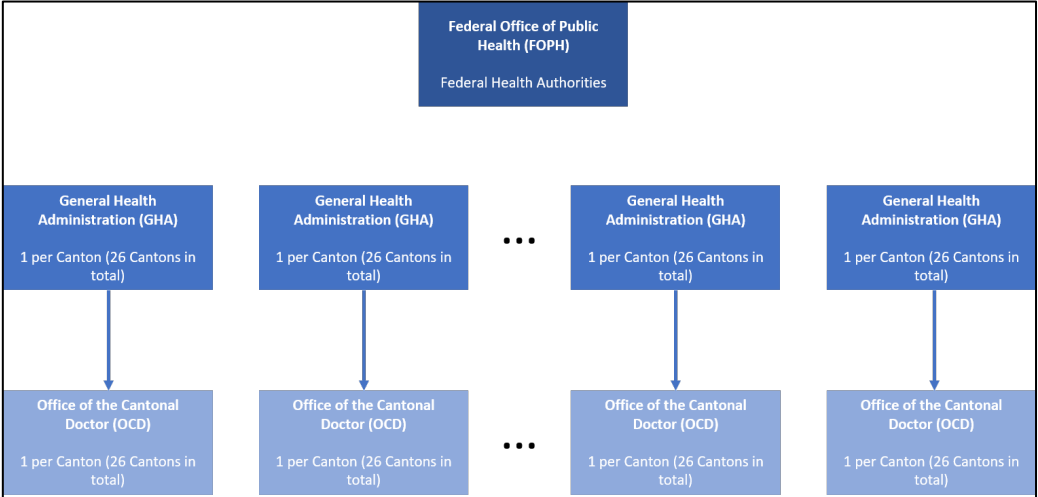 Federal Office of Public
Health (FOPH)
Federal Health Authorities
General Health
Administration (GHA)
1 per Canton (26 Cantons in
total)
General Health
Administration (GHA)
1 per Canton (26 Cantons in
total)
...
General Health
Administration (GHA)
1 per Canton (26 Cantons in
total)
General Health
Administration (GHA)
1 per Canton (26 Cantons in
total)
Office of the Cantonal
Doctor (OCD)
1 per Canton (26 Cantons in
total)
Office of the Cantonal
Doctor (OCD)
1 per Canton (26 Cantons in
total)
...
Office of the Cantonal
Doctor (OCD)
1 per Canton (26 Cantons in
total)
Office of the Cantonal
Doctor (OCD)
1 per Canton (26 Cantons in
total)